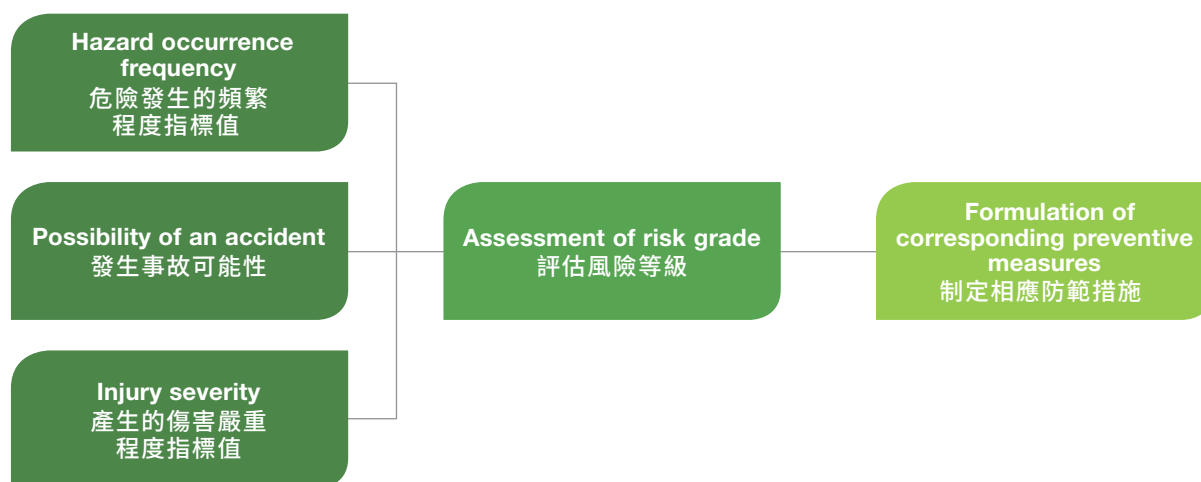 Hazard occurrence
frequency
危險發生的頻繁
程度指標值
Possibility of an accident
發生事故可能性
Injury severity
產生的傷害嚴重
程度指標值
Assessment of risk grade
評估風險等級
Formulation of
corresponding preventive
measures
制定相應防範措施